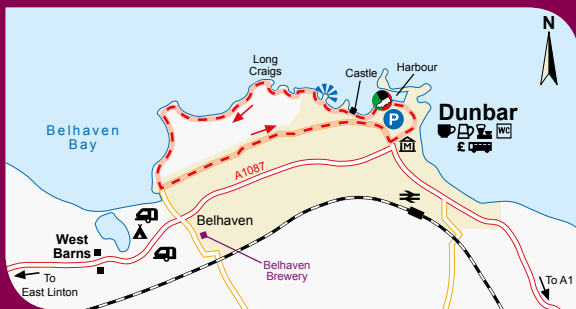 N
Long
Craigs
Castle
Harbour
P
Dunbar
WC
£
Belhaven
Bay
A1087
M
Belhaven
West
Barns
Belhaven
Brewery
To
East Linton
To A1